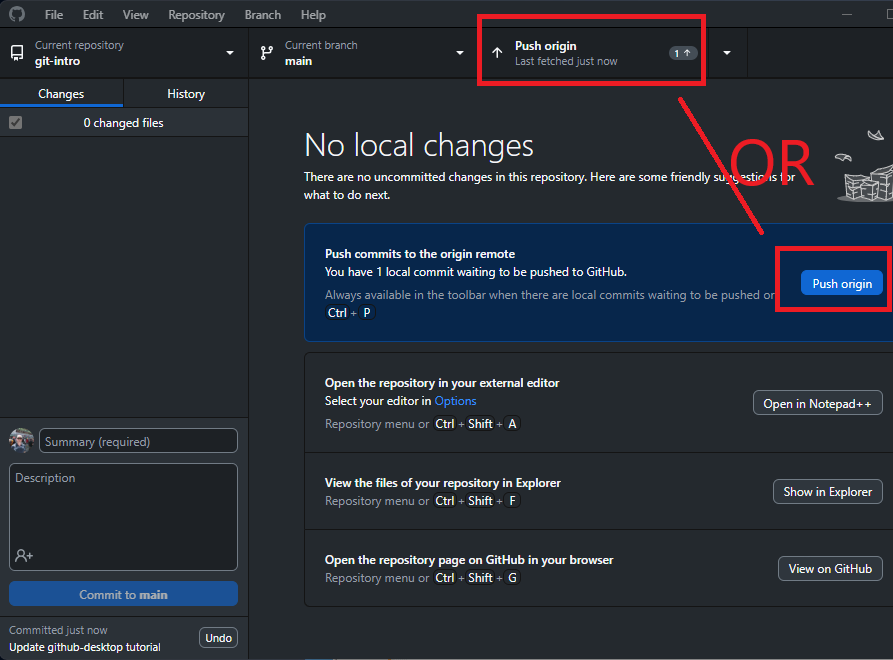 File Edit View Repository Branch Help
Current repository
git-intro
Current branch
main
Push origin
Last fetched just now
1
Changes History
0 changed files
OR
No local changes
There are no uncommitted changes in this repository. Here are some friendly suggestions for
what to do next.
Push commits to the origin remote
You have 1 local commit waiting to be pushed to GitHub.
Always available in the toolbar when there are local commits waiting to be pushed or
Ctrl + P
Push origin
Open the repository in your external editor
Select your editor in Options
Repository menu or Ctrl + Shift + A
Open in Notepad++
View the files of your repository in Explorer
Repository menu or Ctrl + Shift + F
Show in Explorer
Open the repository page on GitHub in your browser
Repository menu or Ctrl + Shift + G
View on GitHub
Summary (required)
Description
Commit to main
Committed just now
Update github-desktop tutorial
Undo